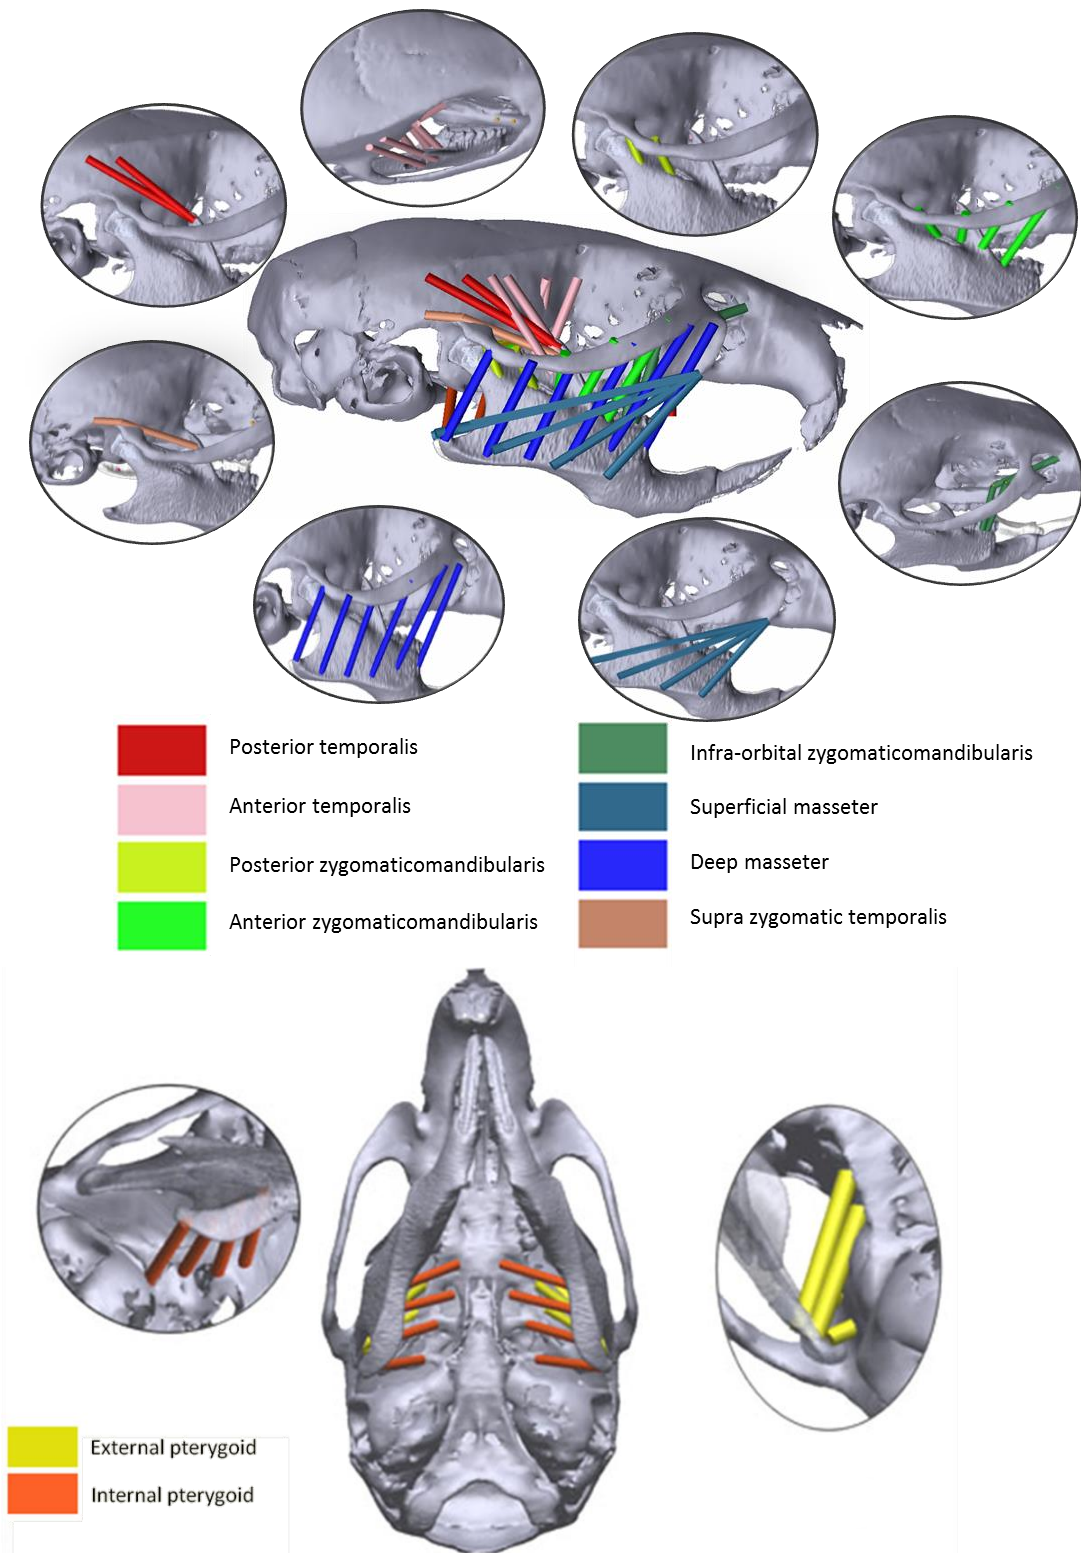 Posterior temporalis
Anterior temporalis
Posterior zygomaticomandibularis
Anterior zygomaticomandibularis
Infra-orbital zygomaticomandibularis
Superficial masseter
Deep masseter
Supra zygomatic temporalis
External pterygoid
Internal pterygoid